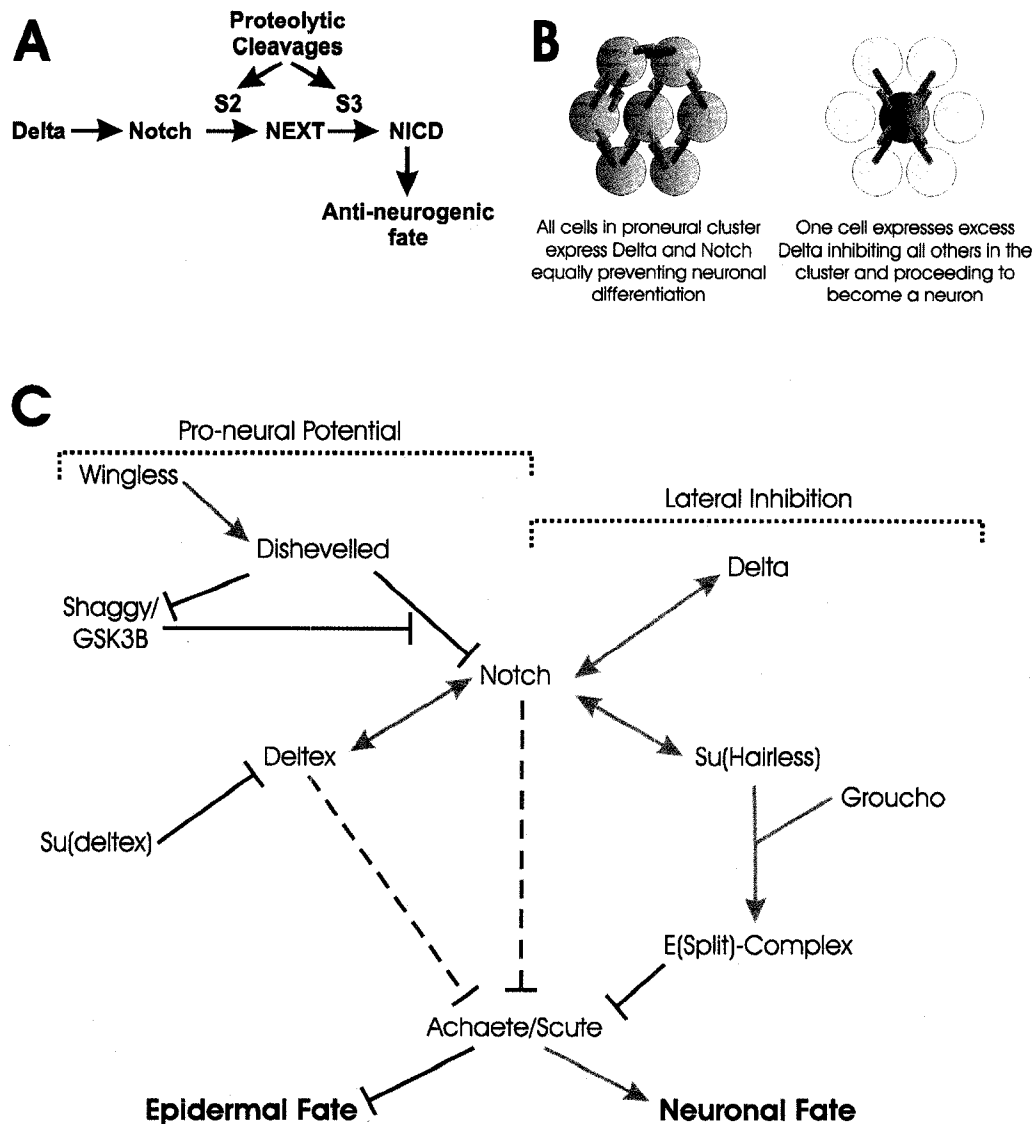 A
Proteolytic
Cleavages
S2
S3
Delta
Notch
NEXT
NICD
Anti-neurogenic
fate
B
All cells in proneural cluster
express Delta and Notch
equally preventing neuronal
differentiation
One cell expresses excess
Delta inhibiting all others in the
cluster and proceeding to
become a neuron
C
Pro-neural Potential
Wingless
Lateral Inhibition
Dishevelled
Delta
Shaggy/
GSK3B
Notch
Deltex
Su(Hairless)
Groucho
Su(deltex)
E(Split)-Complex
Achaete/Scute
Epidermal Fate
Neuronal Fate